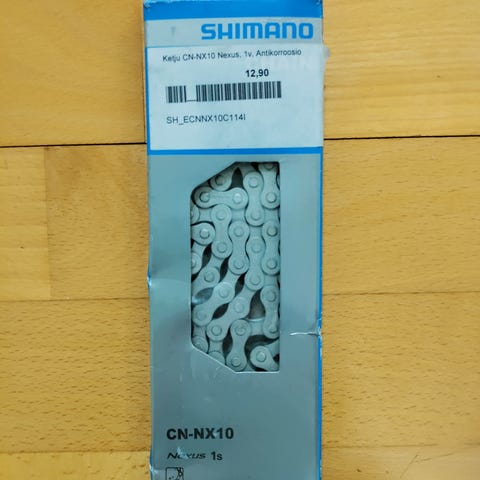 SHIMANO
Ketju CN-NX10 Nexus, 1v, Antikorroosio
12,90
SH_ECNNX10C114I
CN-NX10
Nexus 1s